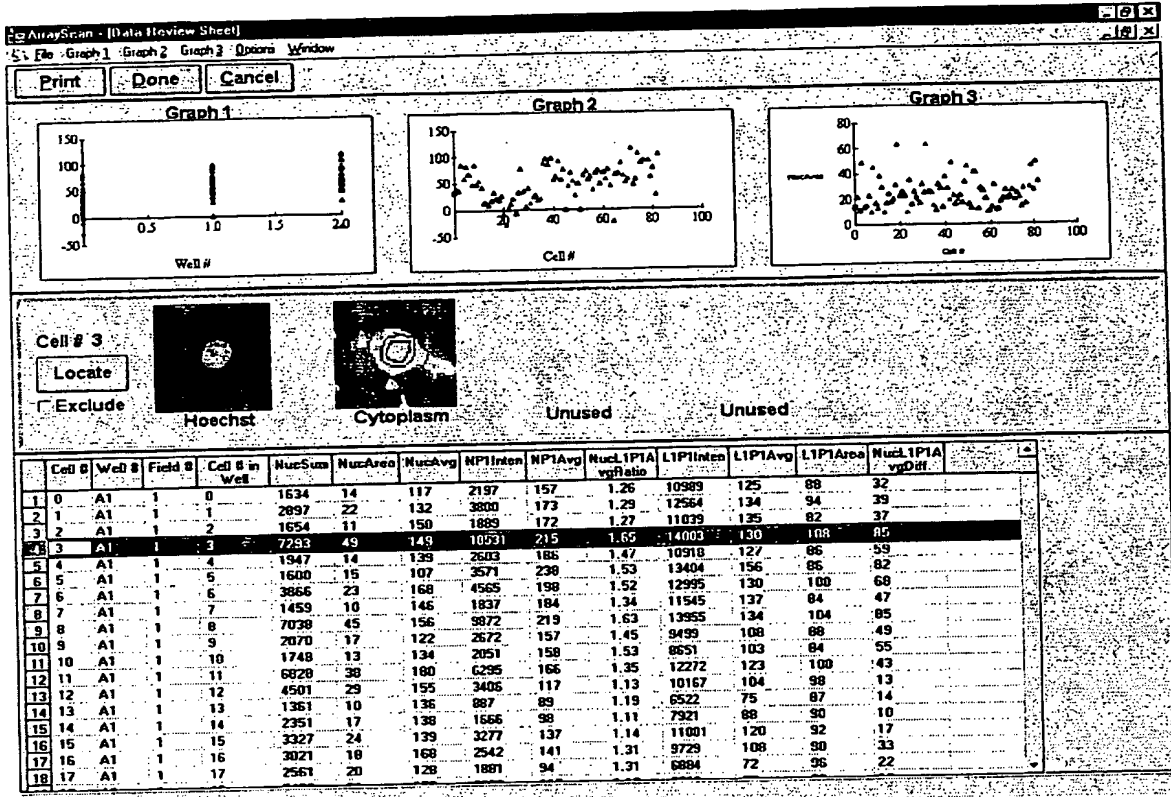 ArrayScan - [Data Review Sheet]
File Graph 1 Graph 2 Graph 3 Options Window
Print Done Cancel
Graph 1 Graph 2 Graph 3
150
100
50
0
-50
0.5 1.0 1.5 2.0
Well #
150
100
50
0
-50
20 40 60 80 100
Cell #
80
60
40
20
0
0 20 40 60 80 100
Cell #
Cell # 3
Locate
Exclude
Hoechst Cytoplasm Unused Unused
Cell # Well # Field # Cell # in Well NucSum NucArea NucAvg NP1Inten NP1Avg NucL1P1AvgRatio L1P1Inten L1P1Avg L1P1Area NucL1P1AvgDiff
1 0 A1 1 0 1634 14 117 2197 157 1.26 10989 125 88 32
2 1 A1 1 1 2897 22 132 3800 173 1.29 12564 134 94 39
3 2 A1 1 2 1654 11 150 1889 172 1.27 11039 135 82 37
3 A1 1 3 7293 49 149 10531 215 1.65 14003 130 108 85
5 4 A1 1 4 1947 14 139 2603 186 1.47 10918 127 86 59
6 5 A1 1 5 1600 15 107 3571 238 1.53 13404 156 86 82
7 6 A1 1 6 3866 23 168 4565 198 1.52 12995 130 100 68
8 7 A1 1 7 1459 10 146 1837 184 1.34 11545 137 84 47
9 8 A1 1 8 7038 45 156 9872 219 1.63 13955 134 104 85
10 9 A1 1 9 2070 17 122 2672 157 1.45 9499 108 88 49
11 10 A1 1 10 1748 13 134 2051 158 1.53 8651 103 84 55
12 11 A1 1 11 6828 38 180 6295 166 1.35 12272 123 100 43
13 12 A1 1 12 4501 29 155 3406 117 1.13 10167 104 98 13
14 13 A1 1 13 1361 10 136 887 89 1.19 6522 75 87 14
15 14 A1 1 14 2351 17 138 1666 98 1.11 7921 88 90 10
16 15 A1 1 15 3327 24 139 3277 137 1.14 11001 120 92 17
17 16 A1 1 16 3021 18 168 2542 141 1.31 9729 108 90 33
18 17 A1 1 17 2561 20 128 1881 94 1.31 6884 72 96 22